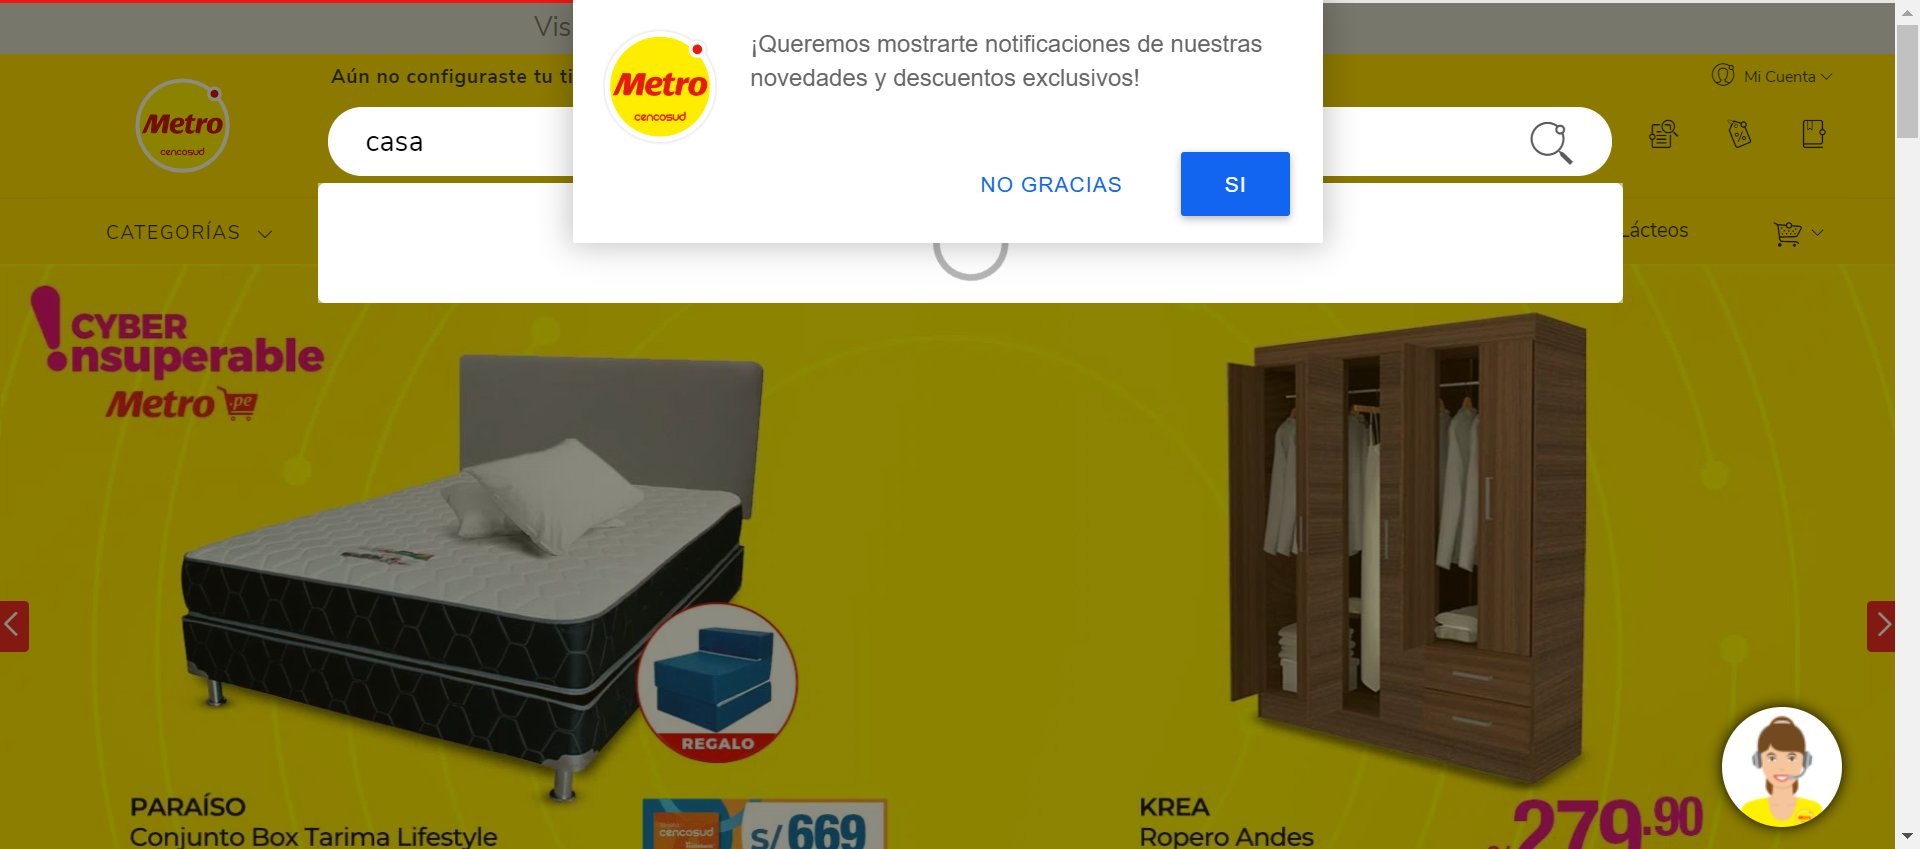 Vis
¡Queremos mostrarte notificaciones de nuestras
novedades y descuentos exclusivos!
Metro
cencosud
NO GRACIAS
SI
Aún no configuraste tu ti
Mi Cuenta
Metro
cencosud
casa
CATEGORÍAS
Lácteos
CYBER
nsuperable
Metro .pe
REGALO
PARAÍSO
Conjunto Box Tarima Lifestyle
cencosud
S/ 669
KREA
Ropero Andes
279.90